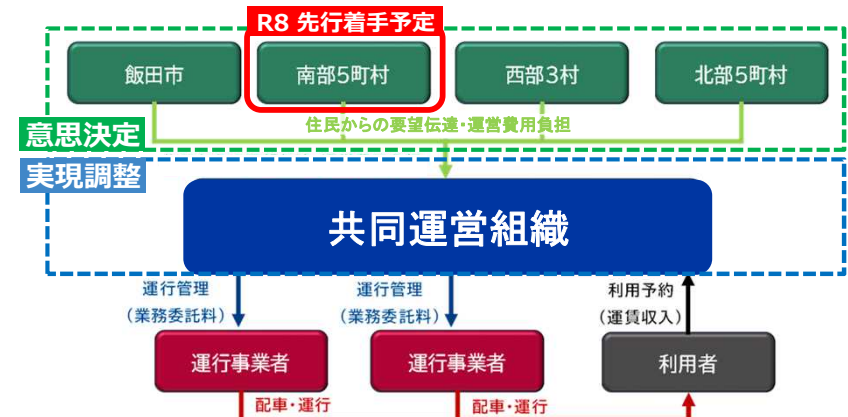 R8 先行着手予定
飯田市
南部5町村
西部3村
北部5町村
住民からの要望伝達・運営費用負担
意思決定
実現調整
共同運営組織
運行管理
(業務委託料)
運行管理
(業務委託料)
利用予約
(運賃収入)
運行事業者
運行事業者
利用者
配車・運行
配車・運行